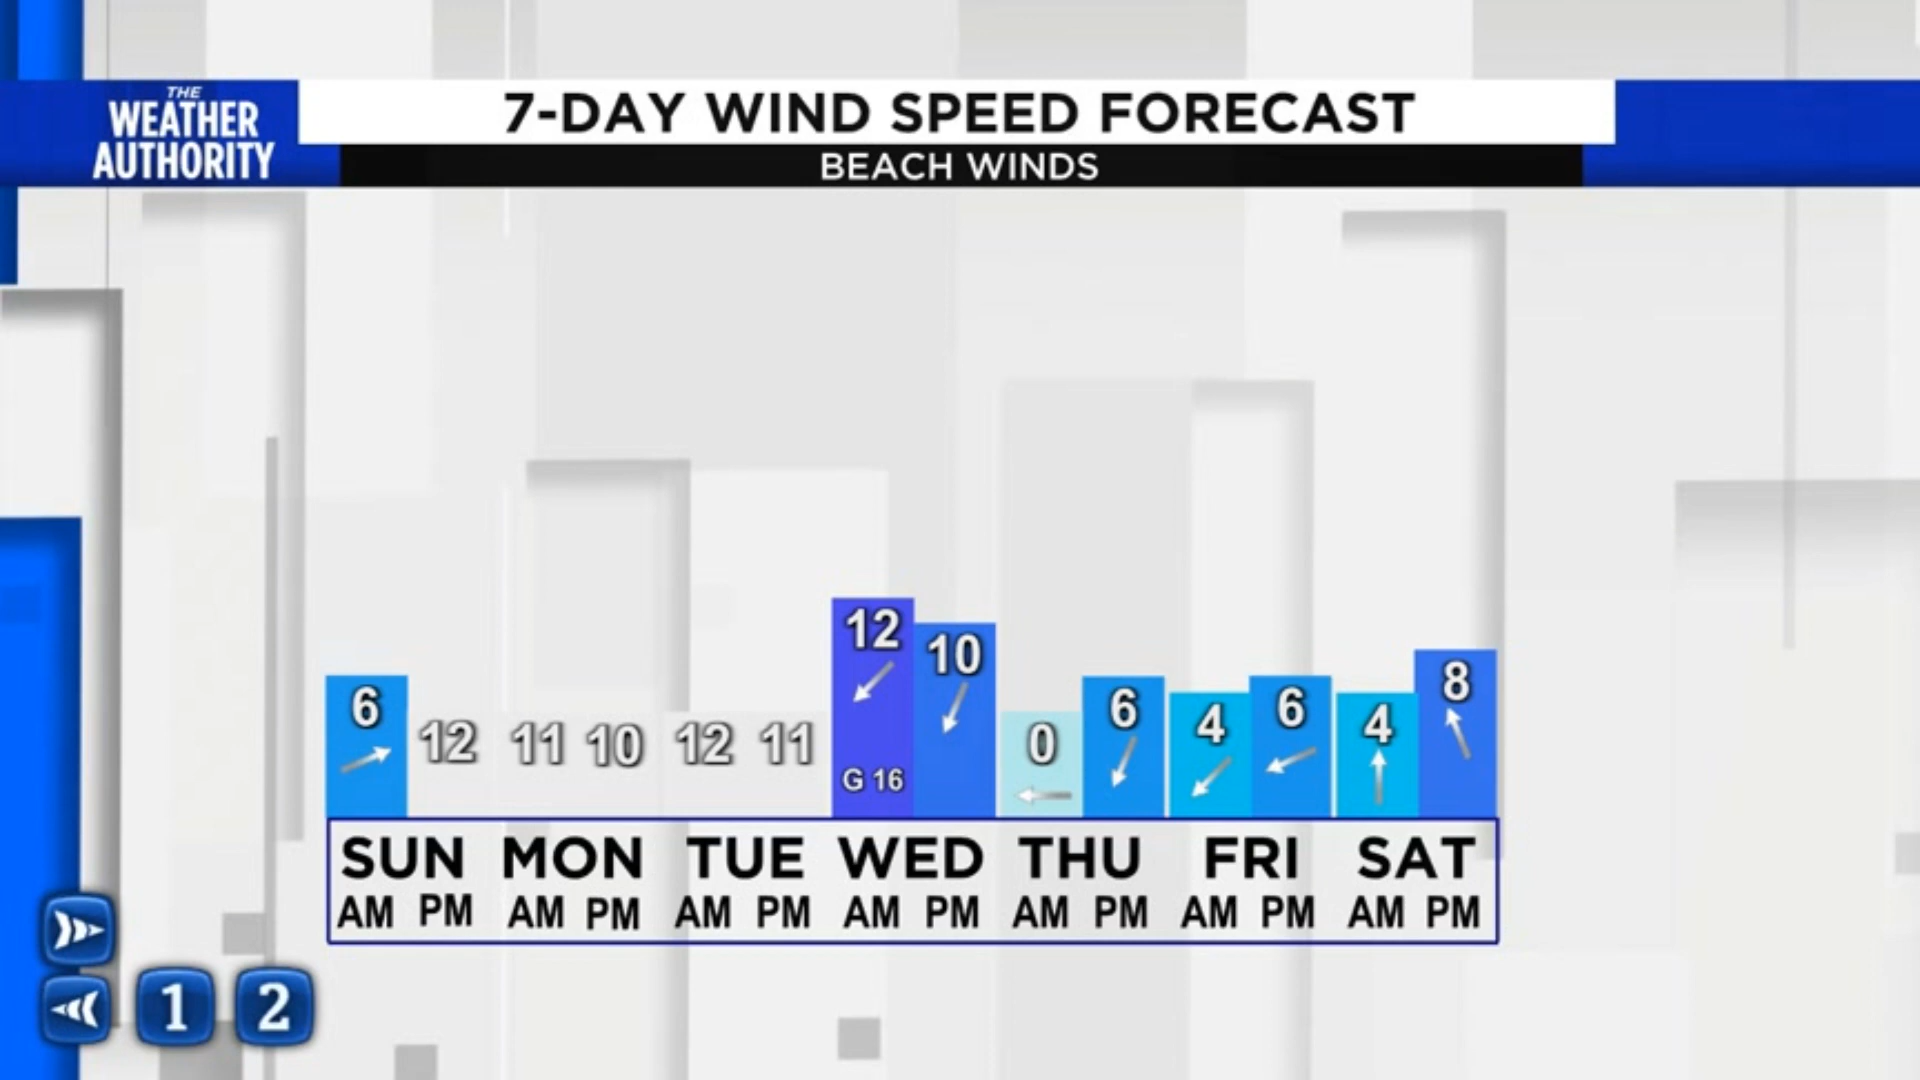 THE
WEATHER
AUTHORITY
7-DAY WIND SPEED FORECAST
BEACH WINDS
6 12 11 10 12 11 12 10 0 6 4 6 4 8
G 16
SUN MON TUE WED THU FRI SAT
AM PM AM PM AM PM AM PM AM PM AM PM AM PM
1 2